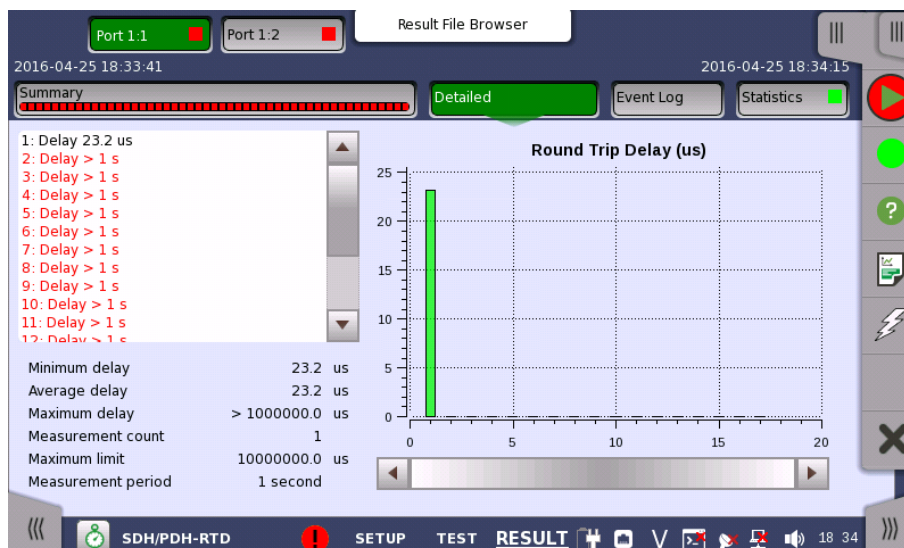 Result File Browser
Port 1:1
Port 1:2
2016-04-25 18:33:41
2016-04-25 18:34:15
Summary
Detailed
Event Log
Statistics
1: Delay 23.2 us
2: Delay > 1 s
3: Delay > 1 s
4: Delay > 1 s
5: Delay > 1 s
6: Delay > 1 s
7: Delay > 1 s
8: Delay > 1 s
9: Delay > 1 s
10: Delay > 1 s
11: Delay > 1 s
12: Delay > 1 s
Round Trip Delay (us)
25
20
15
10
5
0
0 5 10 15 20
Minimum delay 23.2 us
Average delay 23.2 us
Maximum delay > 1000000.0 us
Measurement count 1
Maximum limit 10000000.0 us
Measurement period 1 second
SDH/PDH-RTD
SETUP TEST RESULT V 18 34